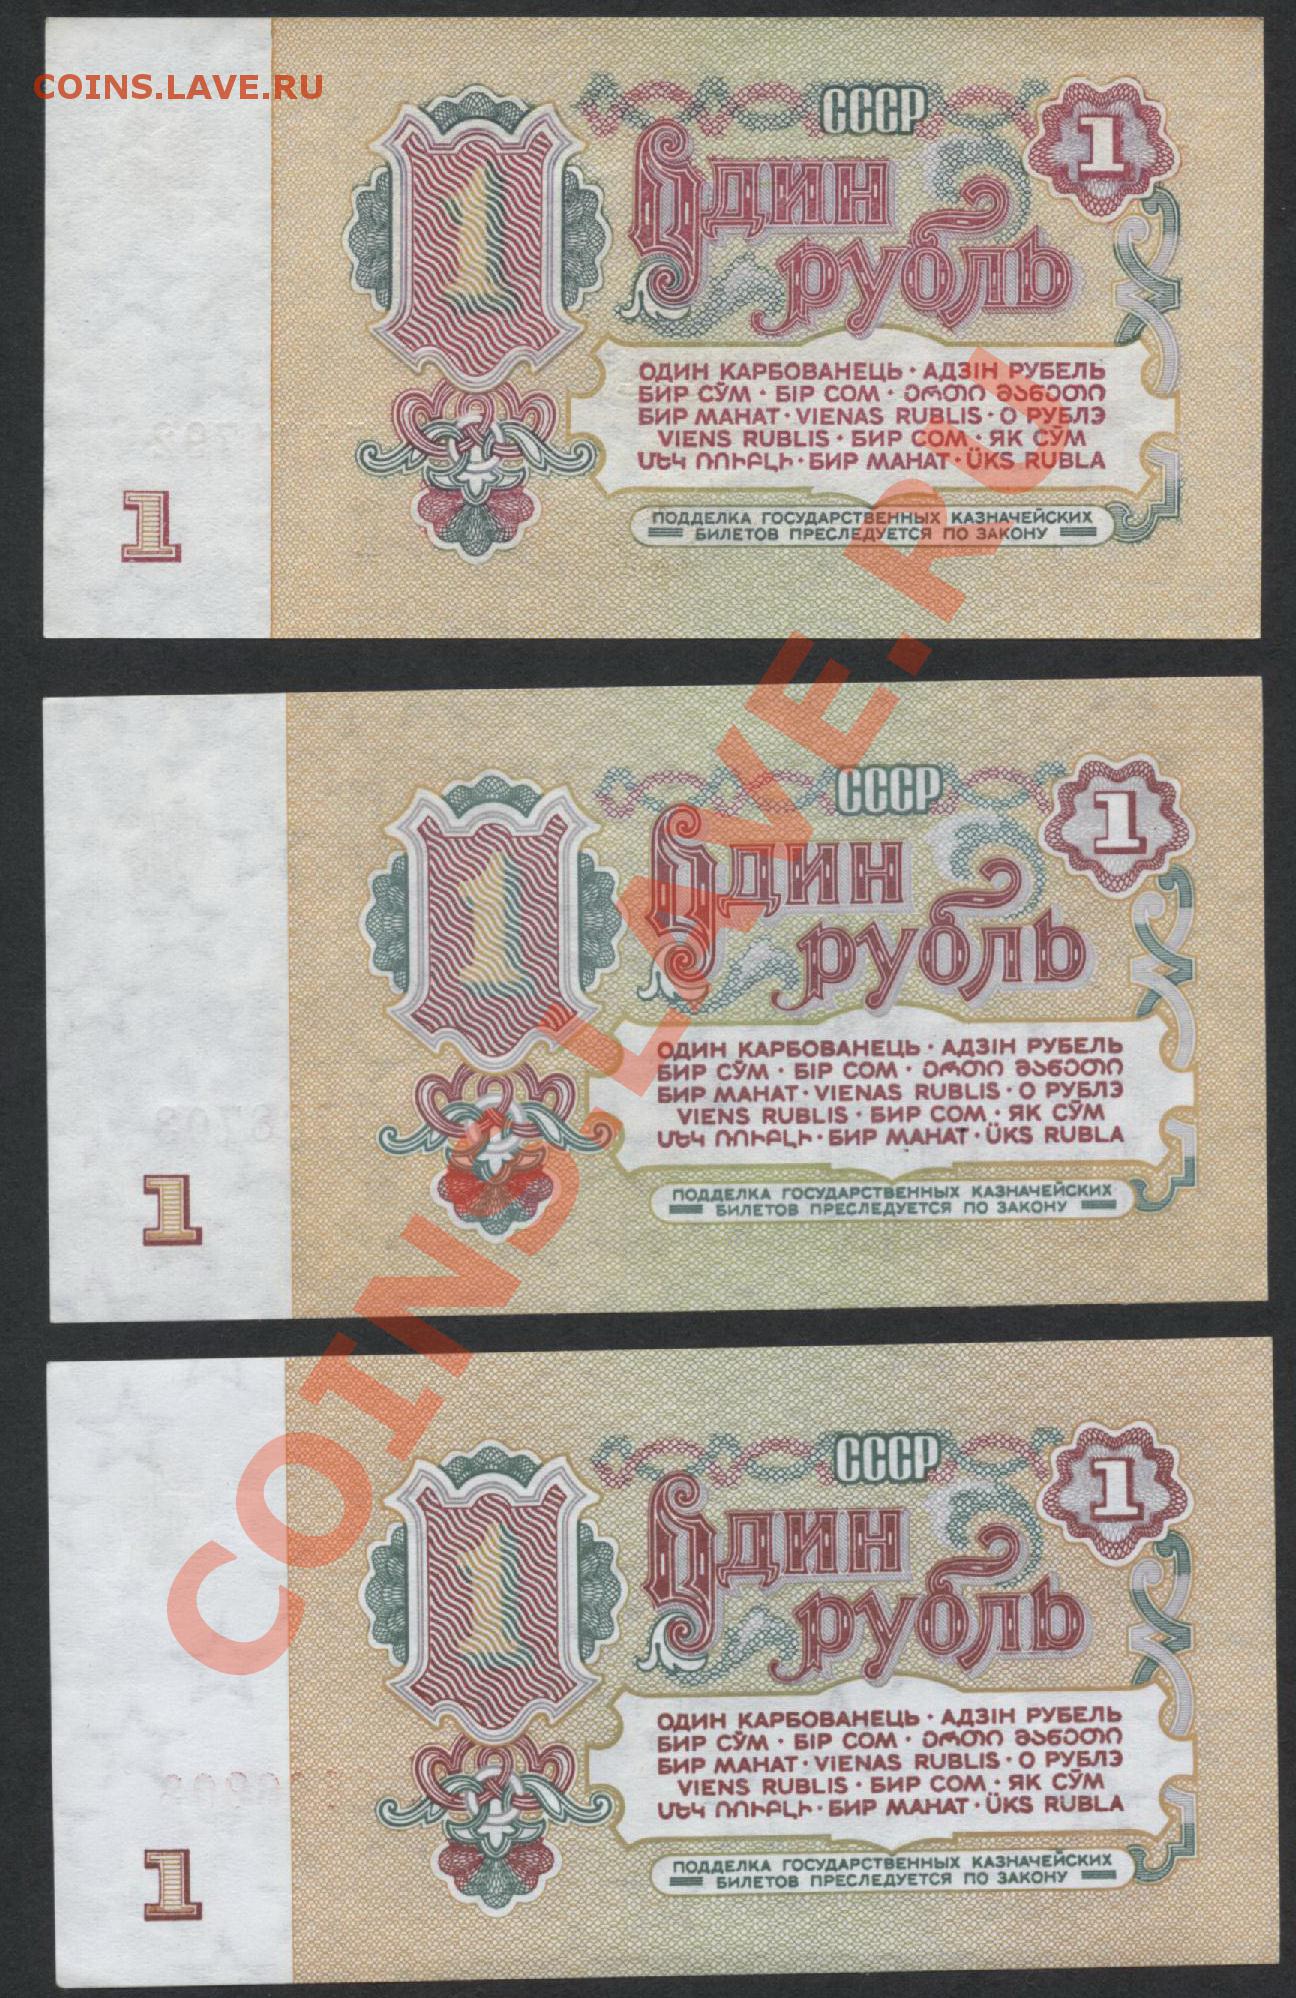 COINS.LAVE.RU
СССР
1
1
Один
рубль
ОДИН КАРБОВАНЕЦЬ · АДЗІН РУБЕЛЬ
БИР СЎМ · БІР СОМ · ᲔᲠᲗᲘ ᲛᲐᲜᲔᲗᲘ
БИР МАНАТ · VIENAS RUBLIS · О РУБЛЭ
VIENS RUBLIS · БИР СОМ · ЯК СӮМ
ՄԵԿ ՌՈՒԲԼԻ · БИР МАНАТ · ÜKS RUBLA
1
ПОДДЕЛКА ГОСУДАРСТВЕННЫХ КАЗНАЧЕЙСКИХ
БИЛЕТОВ ПРЕСЛЕДУЕТСЯ ПО ЗАКОНУ
COINS.LAVE.RU
СССР
1
1
Один
рубль
ОДИН КАРБОВАНЕЦЬ · АДЗІН РУБЕЛЬ
БИР СЎМ · БІР СОМ · ᲔᲠᲗᲘ ᲛᲐᲜᲔᲗᲘ
БИР МАНАТ · VIENAS RUBLIS · О РУБЛЭ
VIENS RUBLIS · БИР СОМ · ЯК СӮМ
ՄԵԿ ՌՈՒԲԼԻ · БИР МАНАТ · ÜKS RUBLA
1
ПОДДЕЛКА ГОСУДАРСТВЕННЫХ КАЗНАЧЕЙСКИХ
БИЛЕТОВ ПРЕСЛЕДУЕТСЯ ПО ЗАКОНУ
СССР
1
1
Один
рубль
ОДИН КАРБОВАНЕЦЬ · АДЗІН РУБЕЛЬ
БИР СЎМ · БІР СОМ · ᲔᲠᲗᲘ ᲛᲐᲜᲔᲗᲘ
БИР МАНАТ · VIENAS RUBLIS · О РУБЛЭ
VIENS RUBLIS · БИР СОМ · ЯК СӮМ
ՄԵԿ ՌՈՒԲԼԻ · БИР МАНАТ · ÜKS RUBLA
1
ПОДДЕЛКА ГОСУДАРСТВЕННЫХ КАЗНАЧЕЙСКИХ
БИЛЕТОВ ПРЕСЛЕДУЕТСЯ ПО ЗАКОНУ